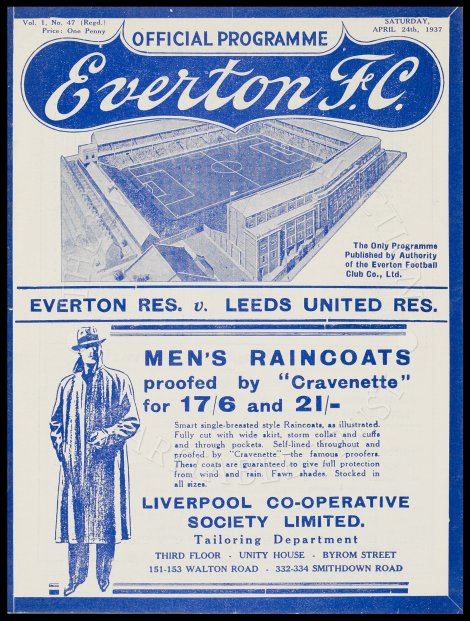 Vol. 1, No. 47 (Regd.)
Price: One Penny
SATURDAY,
APRIL 24th, 1937
OFFICIAL PROGRAMME
Everton F.C.
The Only Programme
Published by Authority
of the Everton Football
Club Co., Ltd.
EVERTON RES. v. LEEDS UNITED RES.
MEN'S RAINCOATS
proofed by "Cravenette"
for 17/6 and 21/-
Smart single-breasted style Raincoats, as illustrated.
Fully cut with wide skirt, storm collar and cuffs
and through pockets. Self-lined throughout and
proofed by "Cravenette"—the famous proofers.
These coats are guaranteed to give full protection
from wind and rain. Fawn shades. Stocked in
all sizes.
LIVERPOOL CO-OPERATIVE
SOCIETY LIMITED.
Tailoring Department
THIRD FLOOR - UNITY HOUSE - BYROM STREET
151-153 WALTON ROAD - 332-334 SMITHDOWN ROAD